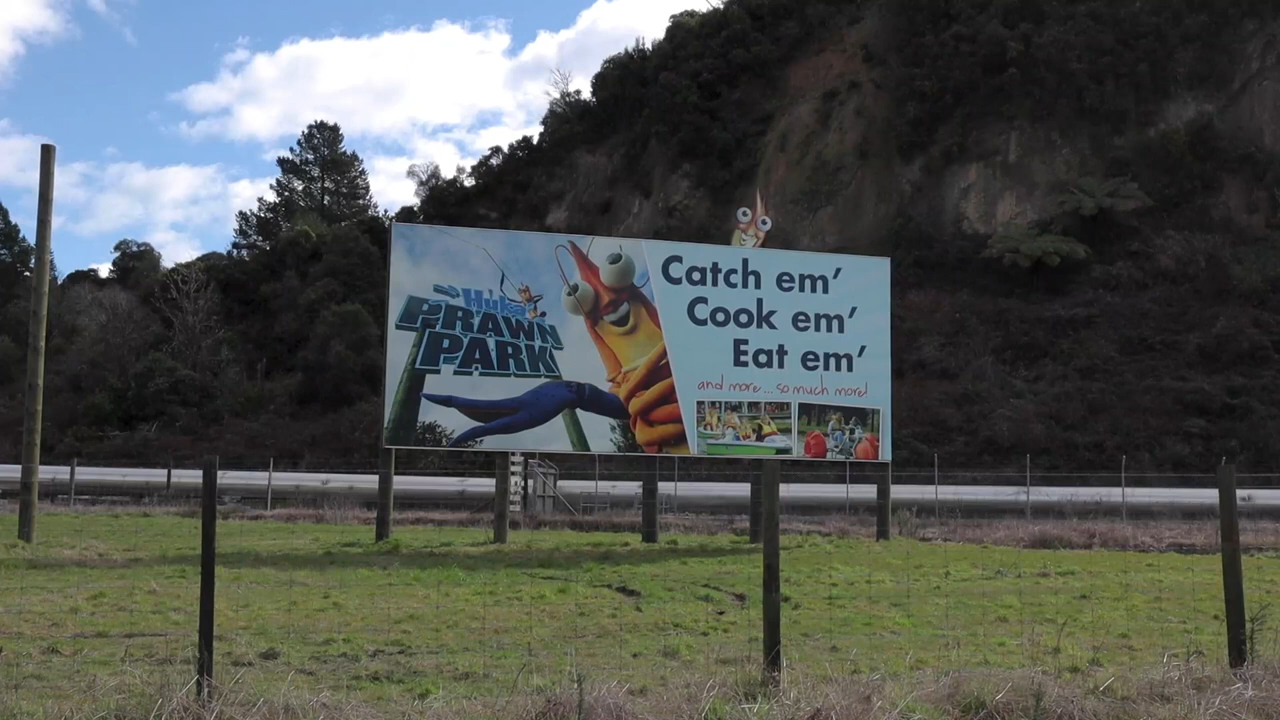 Huka
PRAWN
PARK
Catch em'
Cook em'
Eat em'
and more... so much more!